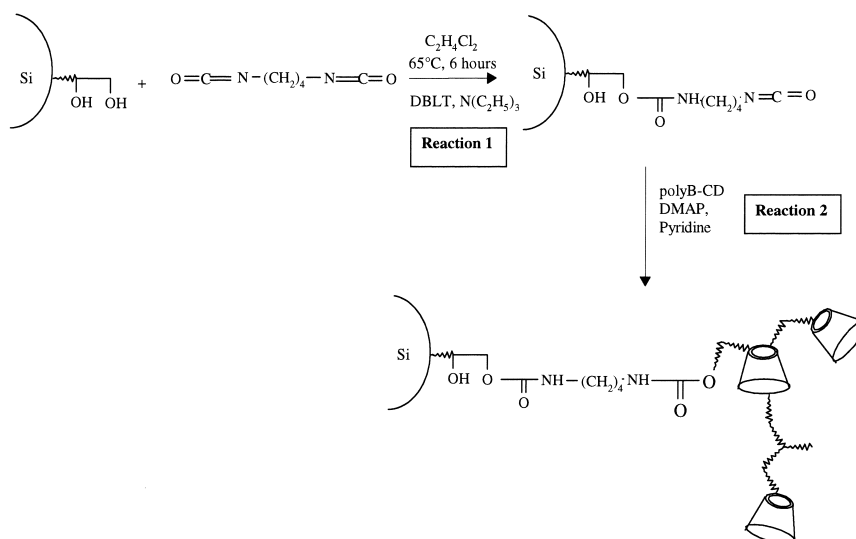 Si
OH
OH
+
O=C=N-(CH2)4-N=C=O
C2H4Cl2
65°C, 6 hours
DBLT, N(C2H5)3
Reaction 1
Si
OH
O
O
NH(CH2)4·N=C=O
polyB-CD
DMAP,
Pyridine
Reaction 2
Si
OH
O
O
NH-(CH2)4·NH
O
O